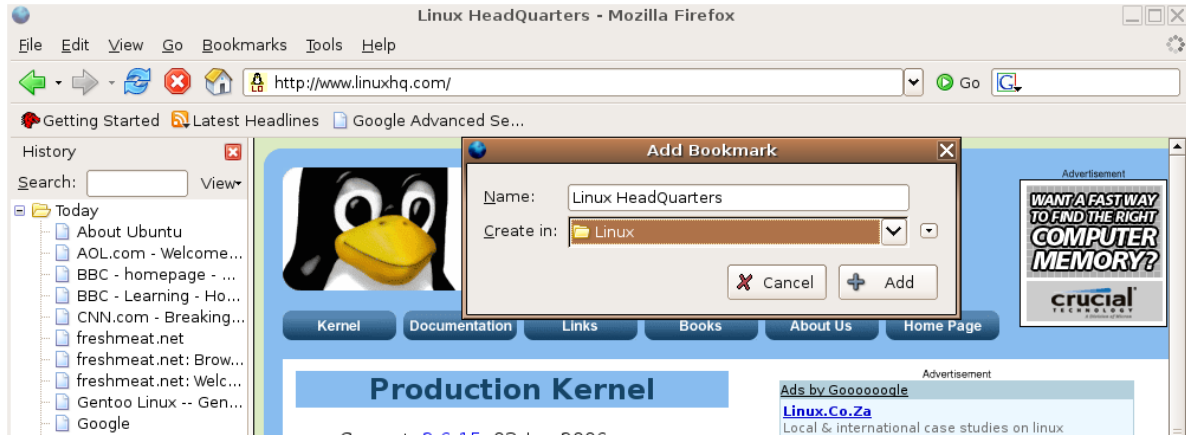 Linux HeadQuarters - Mozilla Firefox
File Edit View Go Bookmarks Tools Help
http://www.linuxhq.com/ Go G
Getting Started Latest Headlines Google Advanced Se...
History
Search: View
Today
About Ubuntu
AOL.com - Welcome...
BBC - homepage - ...
BBC - Learning - Ho...
CNN.com - Breaking...
freshmeat.net
freshmeat.net: Brow...
freshmeat.net: Welc...
Gentoo Linux -- Gen...
Google
Add Bookmark
Name: Linux HeadQuarters
Create in: Linux
Cancel Add
Advertisement
WANT A FAST WAY
TO FIND THE RIGHT
COMPUTER
MEMORY?
crucial
TECHNOLOGY
Kernel Documentation Links Books About Us Home Page
Production Kernel
Advertisement
Ads by Goooooogle
Linux.Co.Za
Local & international case studies on linux